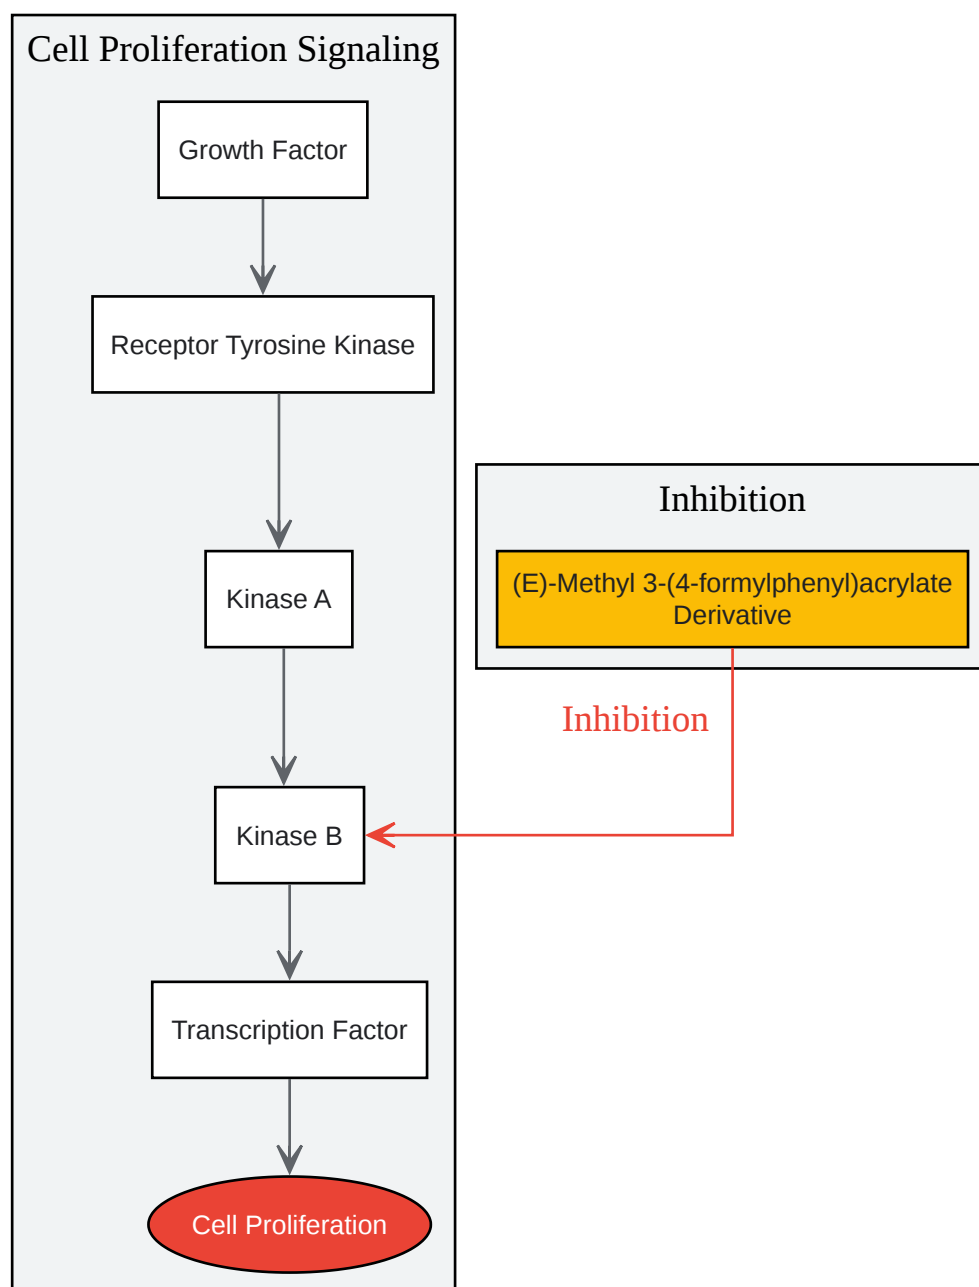 Cell Proliferation Signaling
Growth Factor
Receptor Tyrosine Kinase
Kinase A
Inhibition
(E)-Methyl 3-(4-formylphenyl)acrylate
Derivative
Inhibition
Kinase B
Transcription Factor
Cell Proliferation